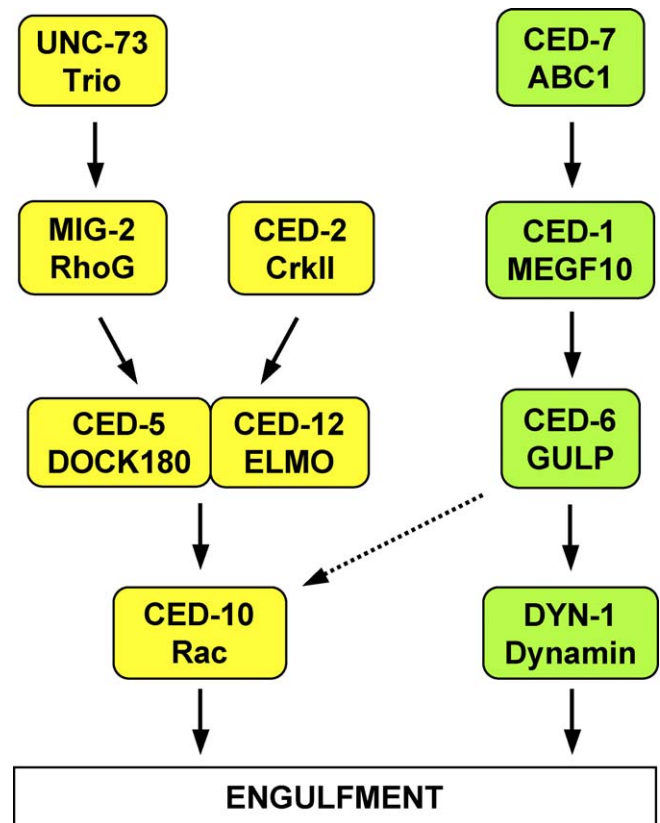 UNC-73
Trio
CED-7
ABC1
MIG-2
RhoG
CED-2
CrkII
CED-1
MEGF10
CED-5
DOCK180
CED-12
ELMO
CED-6
GULP
CED-10
Rac
DYN-1
Dynamin
ENGULFMENT